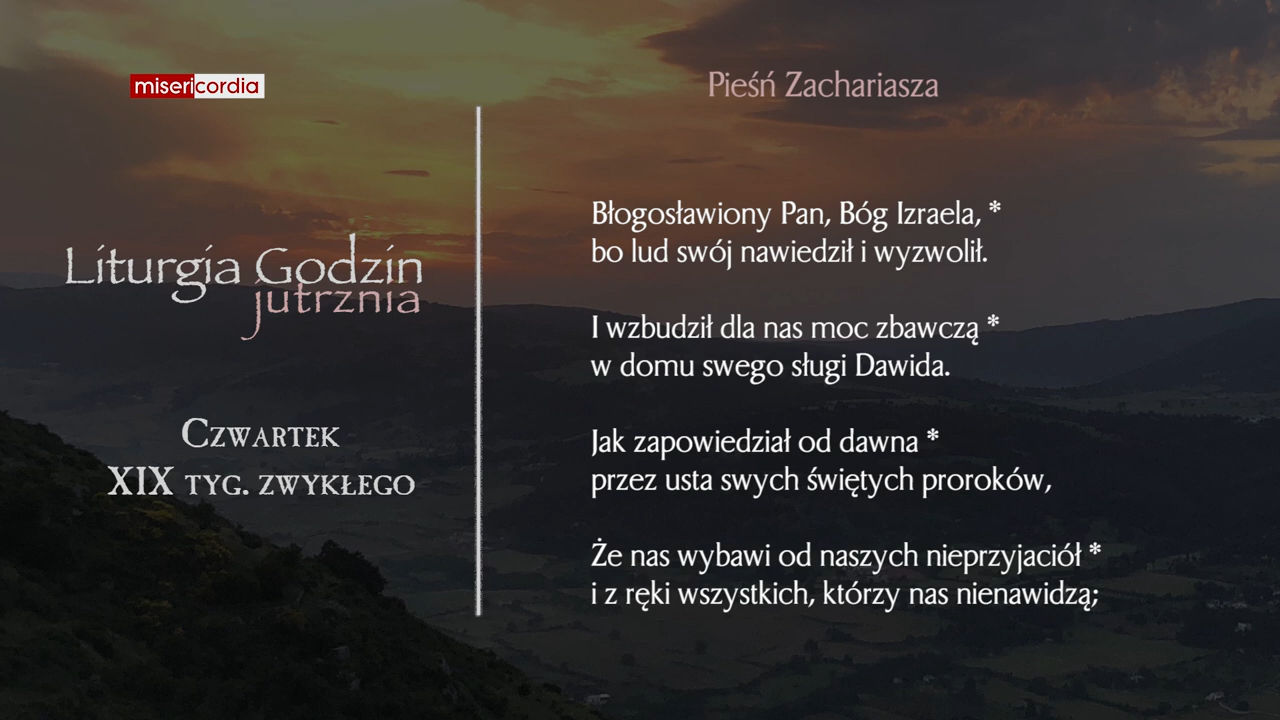 misericordia
Liturgia Godzin
jutrznia
Czwartek
XIX tyg. zwykłego
Pieśń Zachariasza
Błogosławiony Pan, Bóg Izraela, *
bo lud swój nawiedził i wyzwolił.
I wzbudził dla nas moc zbawczą *
w domu swego sługi Dawida.
Jak zapowiedział od dawna *
przez usta swych świętych proroków,
Że nas wybawi od naszych nieprzyjaciół *
i z ręki wszystkich, którzy nas nienawidzą;